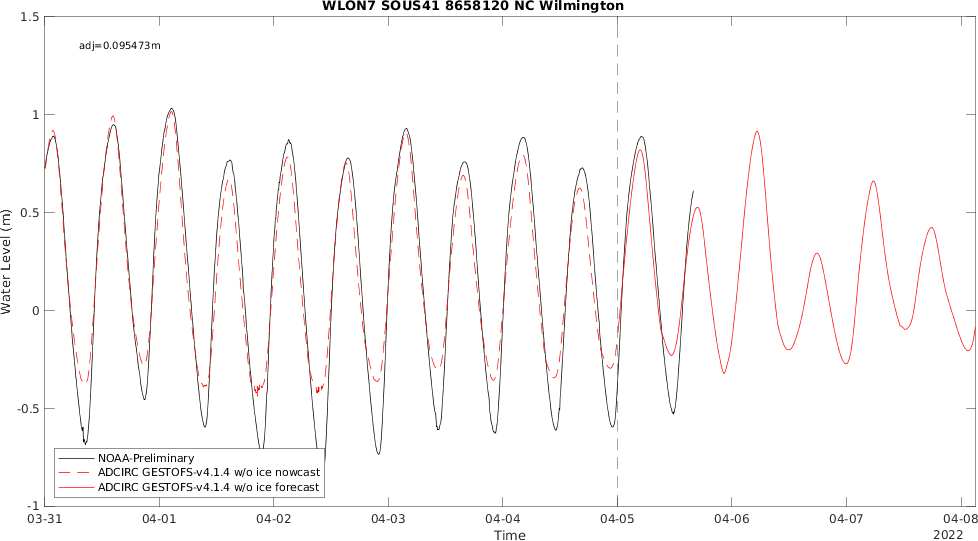 WLON7 SOUS41 8658120 NC Wilmington
adj=0.095473m
1.5
1
0.5
0
-0.5
-1
Water Level (m)
NOAA-Preliminary
ADCIRC GESTOFS-v4.1.4 w/o ice nowcast
ADCIRC GESTOFS-v4.1.4 w/o ice forecast
03-31 04-01 04-02 04-03 04-04 04-05 04-06 04-07 04-08
Time
2022